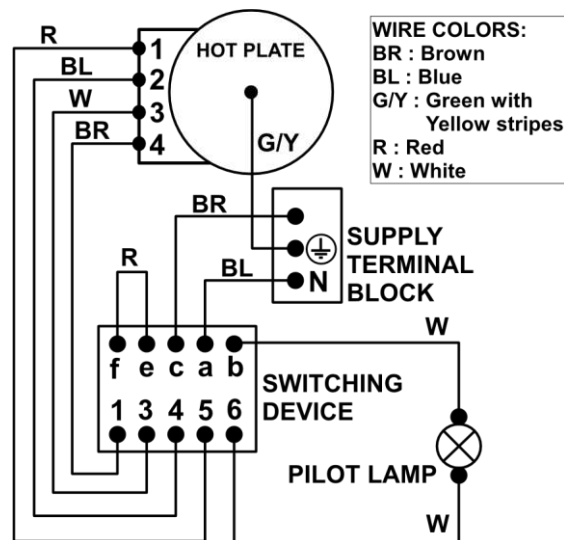 R
1
HOT PLATE
BL
2
W
3
BR
4
G/Y
WIRE COLORS:
BR : Brown
BL : Blue
G/Y : Green with
Yellow stripes
R : Red
W : White
BR
R
BL
N
SUPPLY
TERMINAL
BLOCK
W
f e c a b
1 3 4 5 6
SWITCHING
DEVICE
PILOT LAMP
W